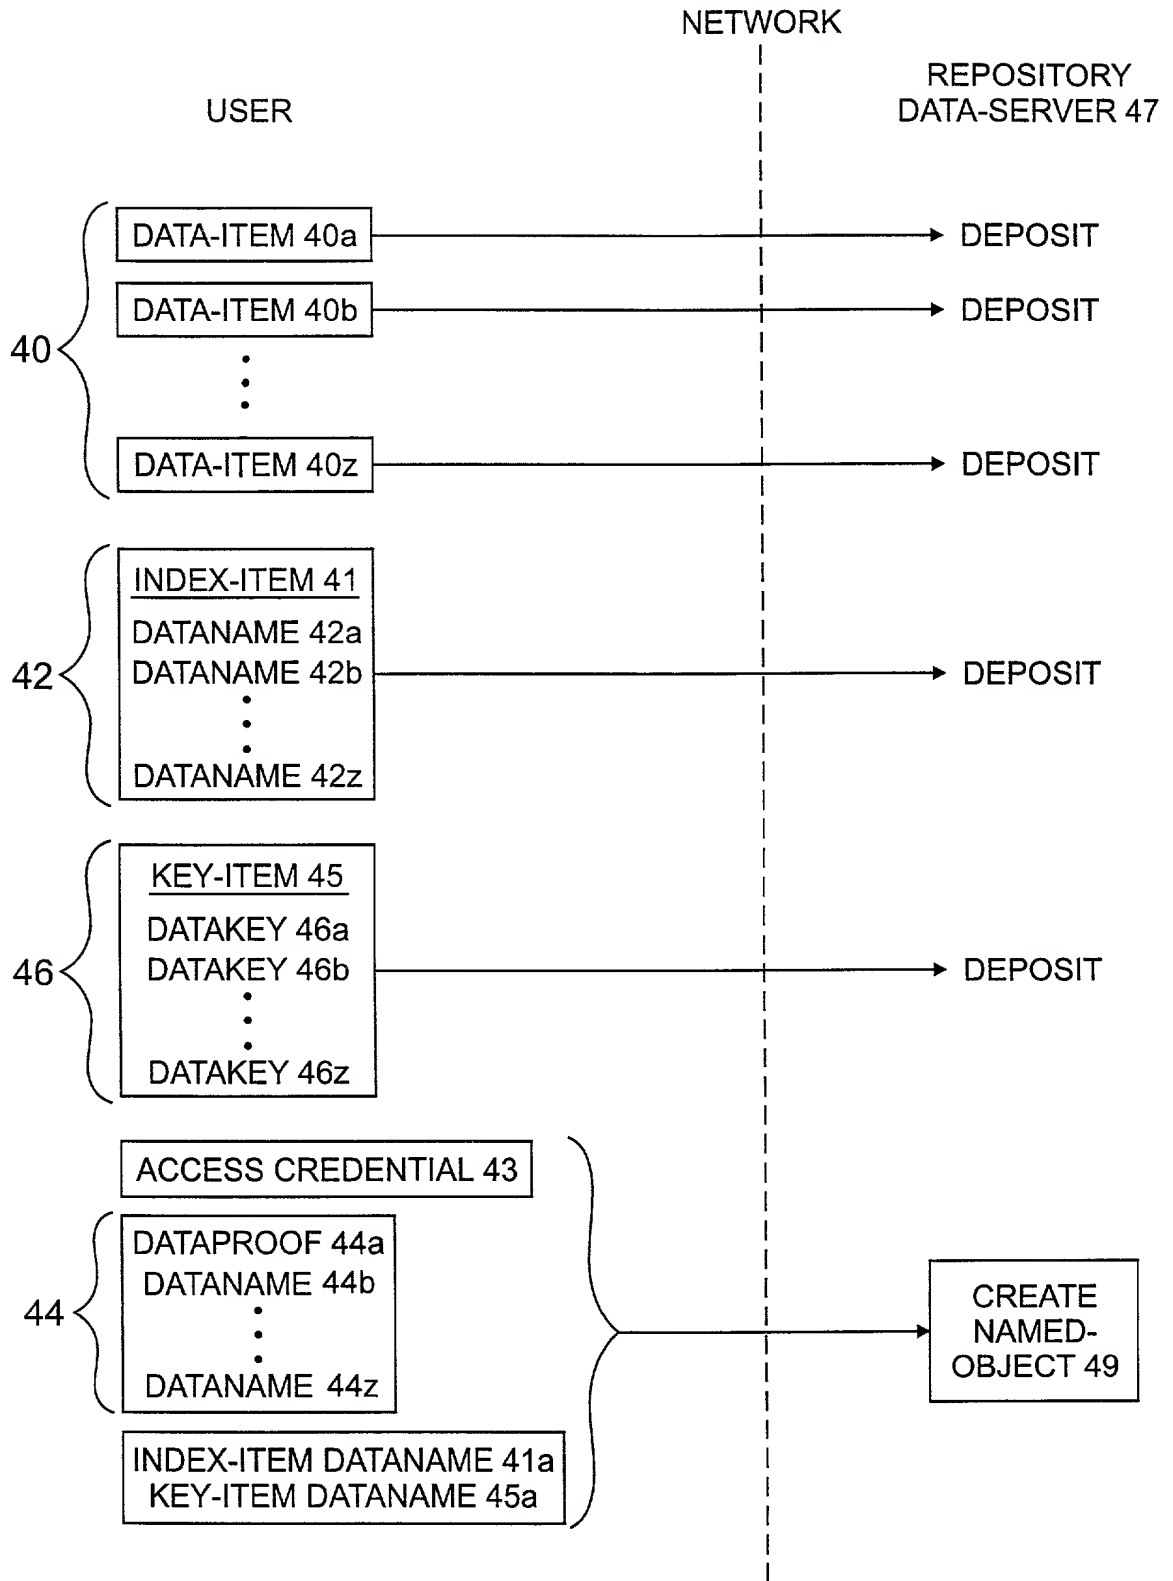 NETWORK
REPOSITORY
DATA-SERVER 47
USER
DATA-ITEM 40a
DEPOSIT
DATA-ITEM 40b
DEPOSIT
40
DATA-ITEM 40z
DEPOSIT
INDEX-ITEM 41
DATANAME 42a
42
DATANAME 42b
DEPOSIT
DATANAME 42z
KEY-ITEM 45
DATAKEY 46a
46
DATAKEY 46b
DEPOSIT
DATAKEY 46z
ACCESS CREDENTIAL 43
DATAPROOF 44a
DATANAME 44b
44
DATANAME 44z
CREATE
NAMED-
OBJECT 49
INDEX-ITEM DATANAME 41a
KEY-ITEM DATANAME 45a